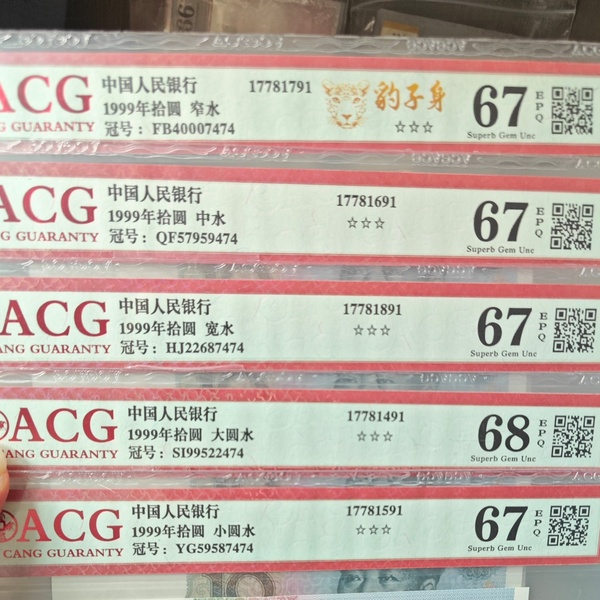 ACG
G GUARANTY
中国人民银行
1999年拾圆 窄水
冠号：FB40007474
17781791
豹子身
☆☆☆
67
EPQ
Superb Gem Unc
ACG
G GUARANTY
中国人民银行
1999年拾圆 中水
冠号：QF57959474
17781691
☆☆☆
67
EPQ
Superb Gem Unc
ACG
ANG GUARANTY
中国人民银行
1999年拾圆 宽水
冠号：HJ22687474
17781891
☆☆☆
67
EPQ
Superb Gem Unc
ACG
CANG GUARANTY
中国人民银行
1999年拾圆 大圆水
冠号：SI99522474
17781491
☆☆☆
68
EPQ
Superb Gem Unc
ACG
CANG GUARANTY
中国人民银行
1999年拾圆 小圆水
冠号：YG59587474
17781591
☆☆☆
67
EPQ
Superb Gem Unc